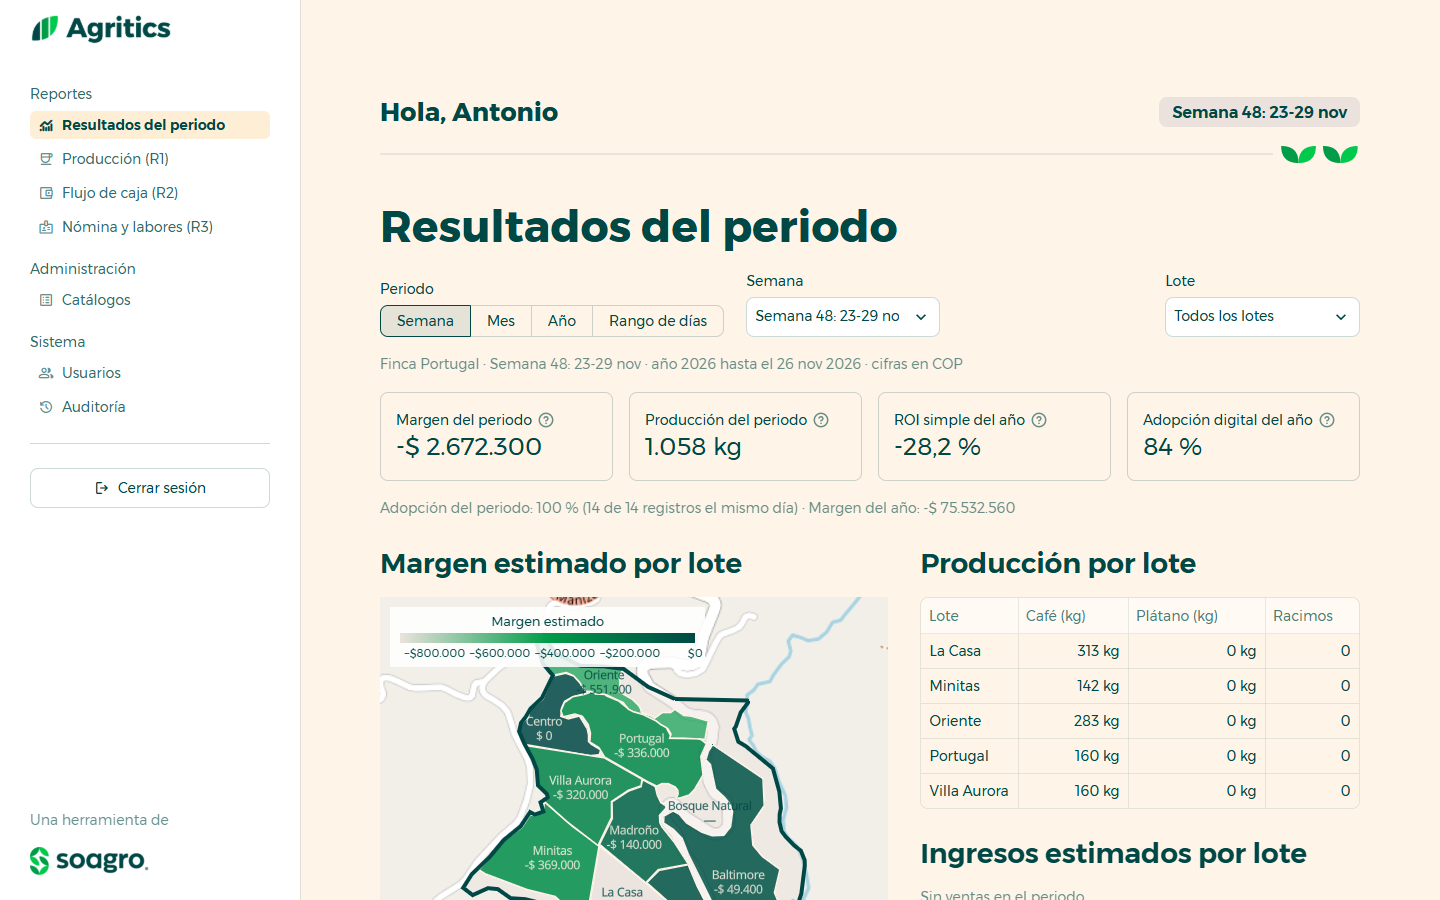 Agritics
Reportes
Resultados del periodo
Producción (R1)
Flujo de caja (R2)
Nómina y labores (R3)
Administración
Catálogos
Sistema
Usuarios
Auditoría
Cerrar sesión
Una herramienta de
soagro.
Hola, Antonio
Semana 48: 23-29 nov
Resultados del periodo
Periodo
Semana
Mes
Año
Rango de días
Semana
Semana 48: 23-29 no
Lote
Todos los lotes
Finca Portugal · Semana 48: 23-29 nov · año 2026 hasta el 26 nov 2026 · cifras en COP
Margen del periodo
-$ 2.672.300
Producción del periodo
1.058 kg
ROI simple del año
-28,2 %
Adopción digital del año
84 %
Adopción del periodo: 100 % (14 de 14 registros el mismo día) · Margen del año: -$ 75.532.560
Margen estimado por lote
Margen estimado
−$800.000 −$600.000 −$400.000 −$200.000 $0
Oriente
-$ 551.900
Centro
$ 0
Portugal
-$ 336.000
Villa Aurora
-$ 320.000
Bosque Natural
—
Madroño
-$ 140.000
Minitas
-$ 369.000
Baltimore
-$ 49.400
La Casa
Producción por lote
Lote Café (kg) Plátano (kg) Racimos
La Casa 313 kg 0 kg 0
Minitas 142 kg 0 kg 0
Oriente 283 kg 0 kg 0
Portugal 160 kg 0 kg 0
Villa Aurora 160 kg 0 kg 0
Ingresos estimados por lote
Sin ventas en el periodo